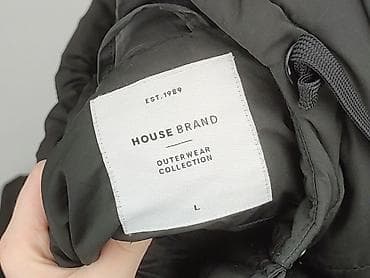 EST. 1989
HOUSE BRAND
OUTERWEAR
COLLECTION
L